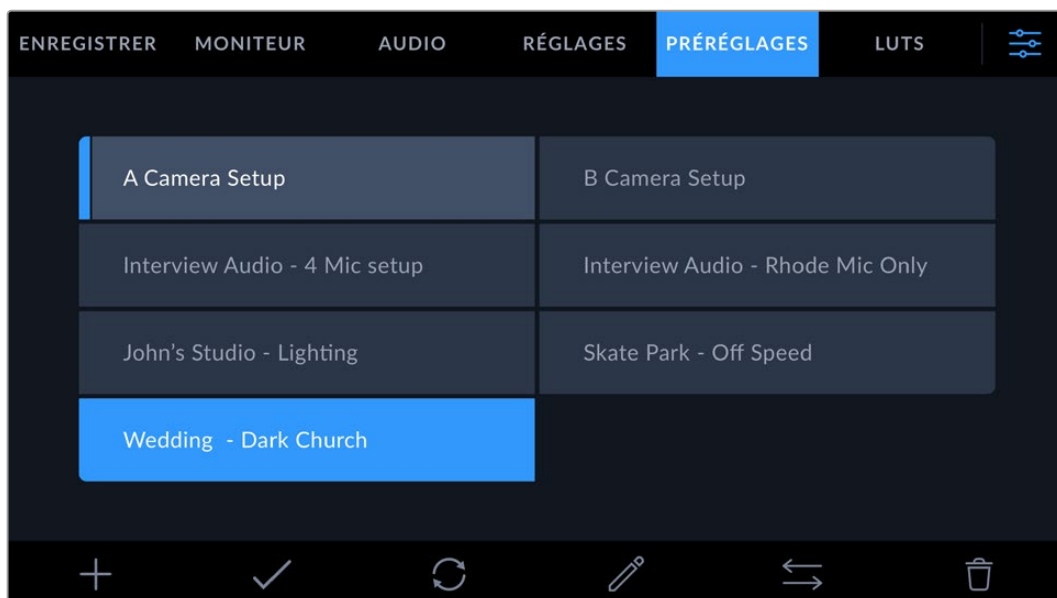 ENREGISTRER MONITEUR AUDIO RÉGLAGES PRÉRÉGLAGES LUTS
A Camera Setup B Camera Setup
Interview Audio - 4 Mic setup Interview Audio - Rhode Mic Only
John’s Studio - Lighting Skate Park - Off Speed
Wedding - Dark Church